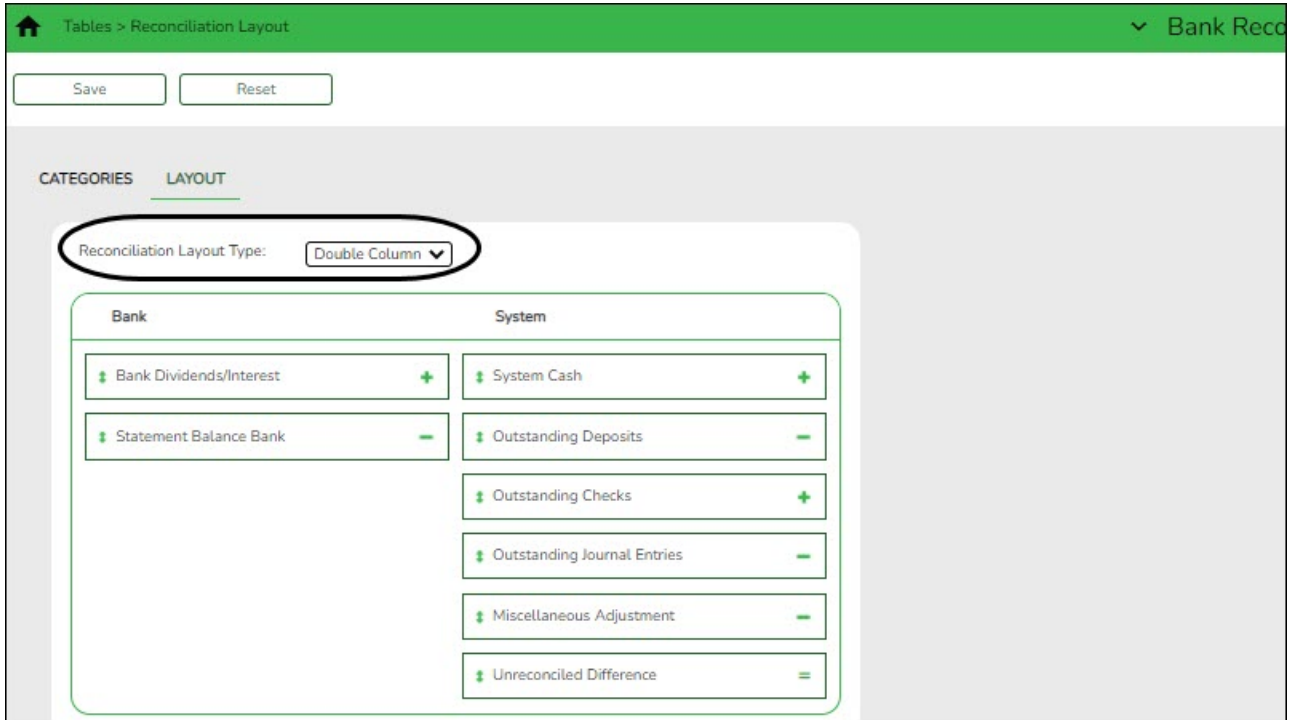 Tables > Reconciliation Layout
Bank Reco
Save Reset
CATEGORIES LAYOUT
Reconciliation Layout Type: Double Column
Bank System
Bank Dividends/Interest + System Cash +
Statement Balance Bank - Outstanding Deposits -
Outstanding Checks +
Outstanding Journal Entries -
Miscellaneous Adjustment -
Unreconciled Difference =